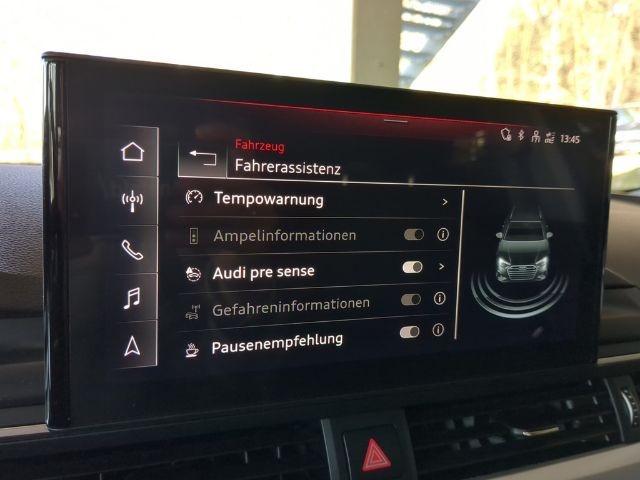 Fahrzeug
Fahrerassistenz
13:45
Tempowarnung
Ampelinformationen
Audi pre sense
Gefahreninformationen
Pausenempfehlung